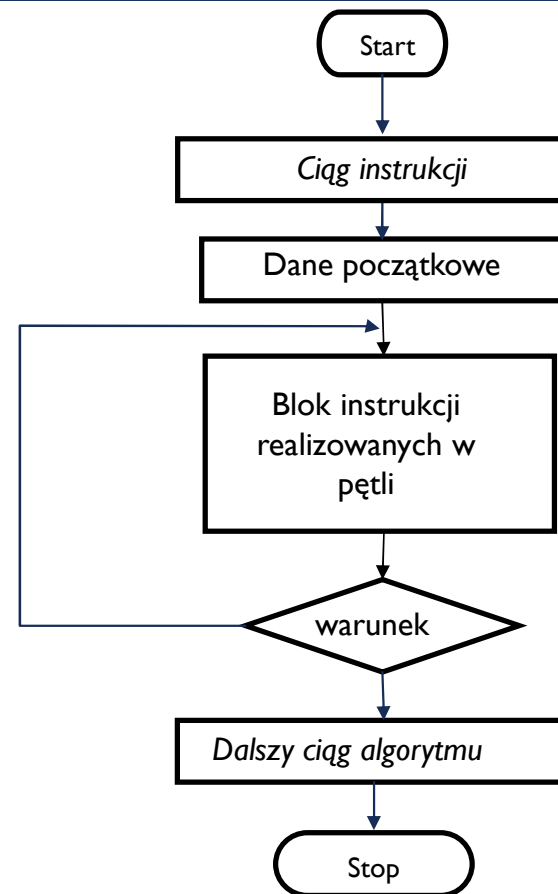 Start
Ciąg instrukcji
Dane początkowe
Blok instrukcji
realizowanych w
pętli
warunek
Dalszy ciąg algorytmu
Stop